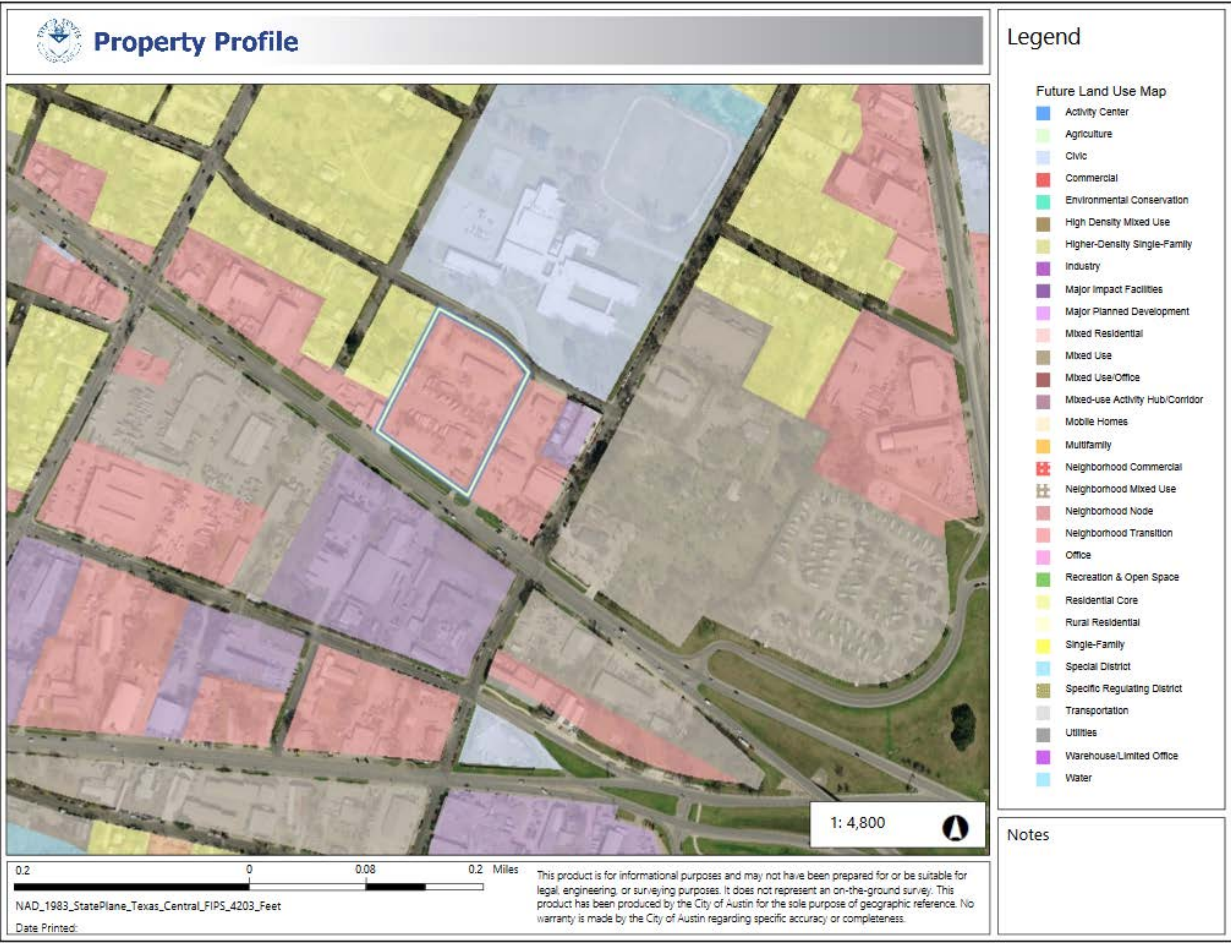 Property Profile
Legend
Future Land Use Map
Activity Center
Agriculture
Civic
Commercial
Environmental Conservation
High Density Mixed Use
Higher-Density Single-Family
Industry
Major Impact Facilities
Major Planned Development
Mixed Residential
Mixed Use
Mixed Use/Office
Mixed-use Activity Hub/Corridor
Mobile Homes
Multifamily
Neighborhood Commercial
Neighborhood Mixed Use
Neighborhood Node
Neighborhood Transition
Office
Recreation & Open Space
Residential Core
Rural Residential
Single-Family
Special District
Specific Regulating District
Transportation
Utilities
Warehouse/Limited Office
Water
1: 4,800
Notes
0.2 0 0.08 0.2 Miles
NAD_1983_StatePlane_Texas_Central_FIPS_4203_Feet
Date Printed:
This product is for informational purposes and may not have been prepared for or be suitable for
legal, engineering, or surveying purposes. It does not represent an on-the-ground survey. This
product has been produced by the City of Austin for the sole purpose of geographic reference. No
warranty is made by the City of Austin regarding specific accuracy or completeness.